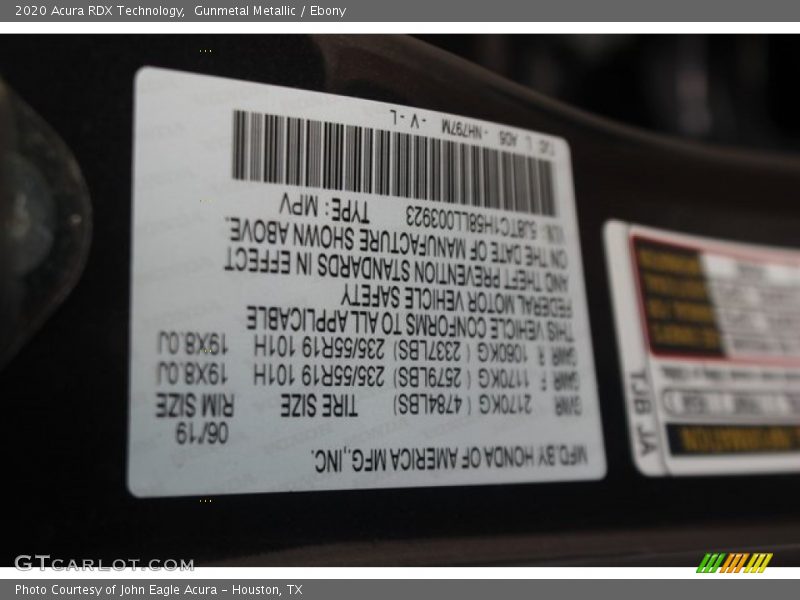 2020 Acura RDX Technology,  Gunmetal Metallic / Ebony
MFD.BY HONDA OF AMERICA MFG.,INC.
06/19
GVWR 2170KG ( 4784LBS) TIRE SIZE RIM SIZE
GAWR F 1170KG ( 2579LBS) 235/55R19 101H 19X8.0J
GAWR R 1060KG ( 2337LBS) 235/55R19 101H 19X8.0J
THIS VEHICLE CONFORMS TO ALL APPLICABLE
FEDERAL MOTOR VEHICLE SAFETY
AND THEFT PREVENTION STANDARDS IN EFFECT
ON THE DATE OF MANUFACTURE SHOWN ABOVE.
V.I.N: 5J8TC1H58LL003923 TYPE: MPV
NH797M - V - L
TJB JA
INFORMATION
GTCARLOT.COM
Photo Courtesy of John Eagle Acura – Houston, TX